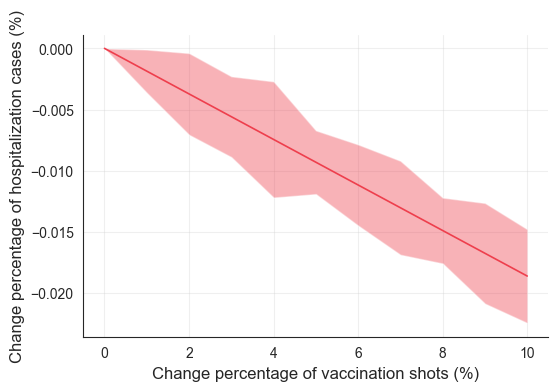 Change percentage of hospitalization cases (%)
0.000
−0.005
−0.010
−0.015
−0.020
0 2 4 6 8 10
Change percentage of vaccination shots (%)